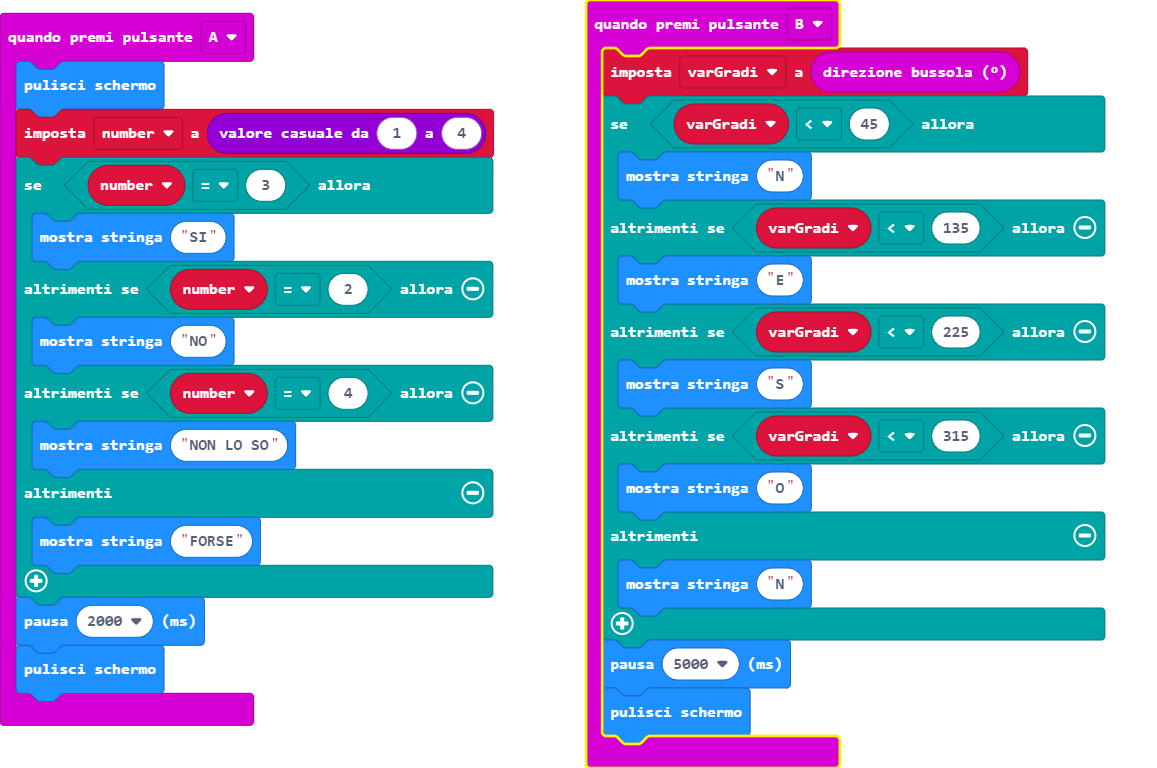 quando premi pulsante A
pulisci schermo
imposta number a valore casuale da 1 a 4
se number = 3 allora
mostra stringa "SI"
altrimenti se number = 2 allora
mostra stringa "NO"
altrimenti se number = 4 allora
mostra stringa "NON LO SO"
altrimenti
mostra stringa "FORSE"
pausa 2000 (ms)
pulisci schermo
quando premi pulsante B
imposta varGradi a direzione bussola (º)
se varGradi < 45 allora
mostra stringa "N"
altrimenti se varGradi < 135 allora
mostra stringa "E"
altrimenti se varGradi < 225 allora
mostra stringa "S"
altrimenti se varGradi < 315 allora
mostra stringa "O"
altrimenti
mostra stringa "N"
pausa 5000 (ms)
pulisci schermo